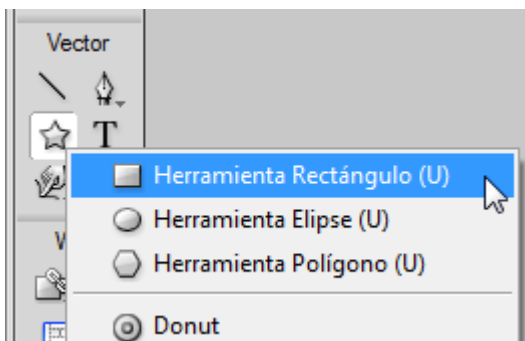 Vector
T
Herramienta Rectángulo (U)
Herramienta Elipse (U)
Herramienta Polígono (U)
Donut